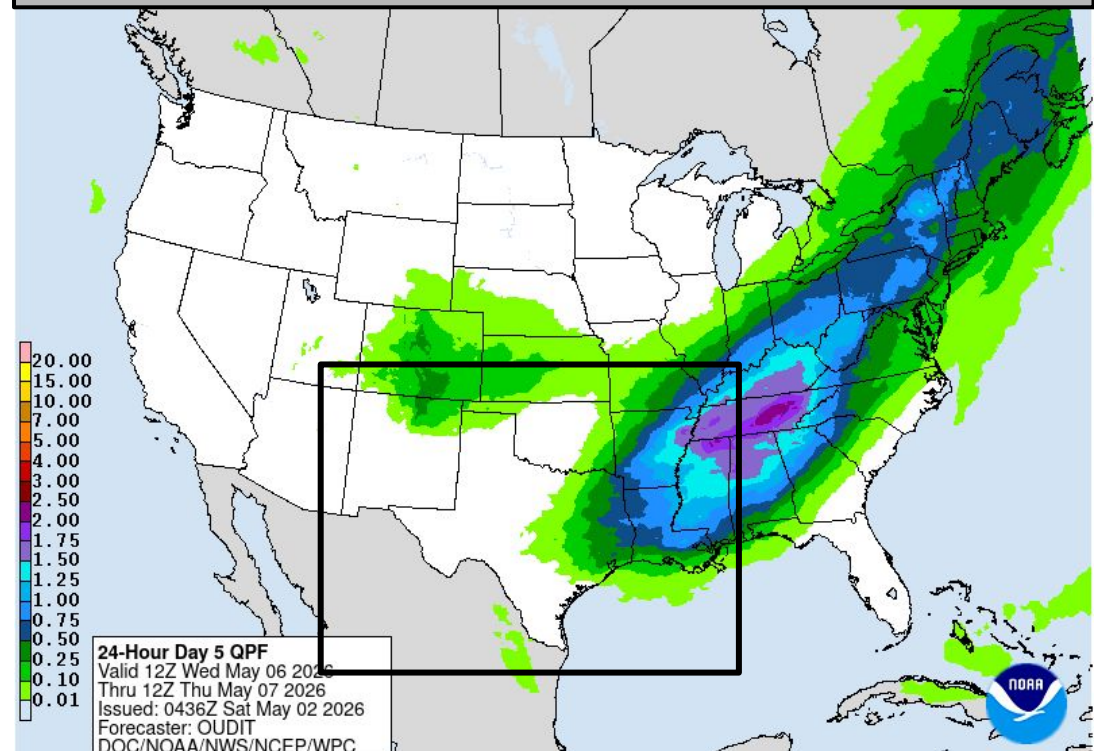 20.00
15.00
10.00
7.00
5.00
4.00
3.00
2.50
2.00
1.75
1.50
1.25
1.00
0.75
0.50
0.25
0.10
0.01
24-Hour Day 5 QPF
Valid 12Z Wed May 06 2026
Thru 12Z Thu May 07 2026
Issued: 0436Z Sat May 02 2026
Forecaster: OUDIT
DOC/NOAA/NWS/NCEP/WPC
NOAA